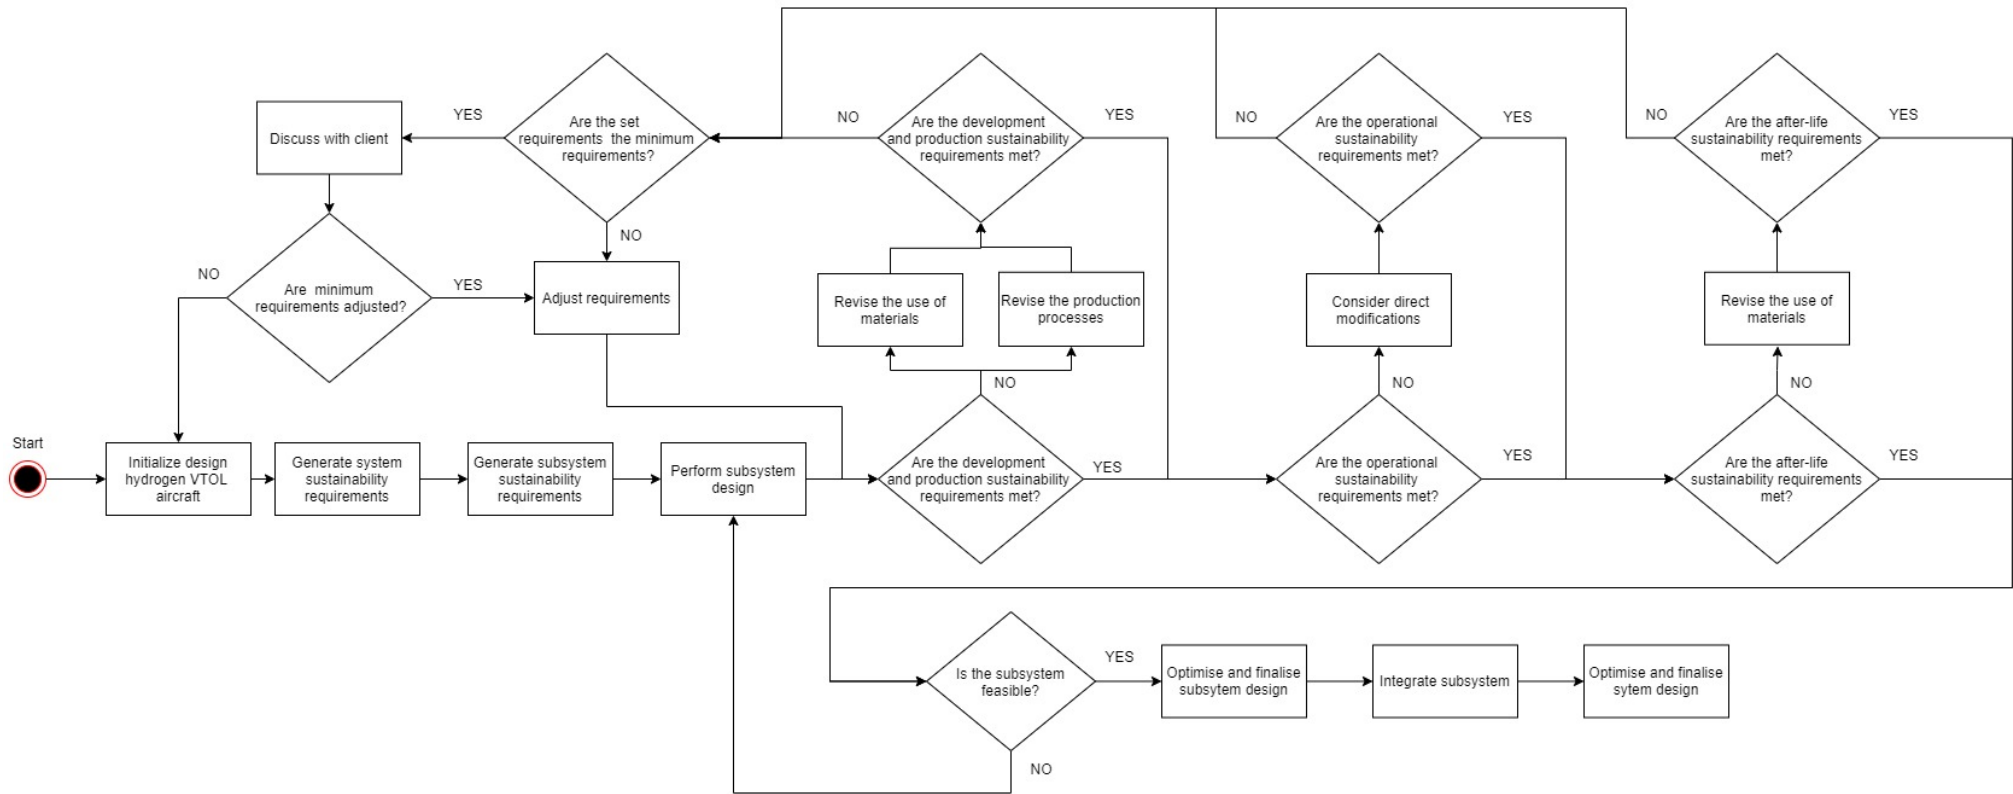 YES
Are the set
requirements the minimum
requirements?
Discuss with client
NO
Are the development
and production sustainability
requirements met?
YES
NO
Are the operational
sustainability
requirements met?
YES
NO
Are the after-life
sustainability requirements
met?
YES
NO
NO
Are minimum
requirements adjusted?
YES
Adjust requirements
Revise the use of
materials
Revise the production
processes
Consider direct
modifications
Revise the use of
materials
NO
NO
NO
Start
Initialize design
hydrogen VTOL
aircraft
Generate system
sustainability
requirements
Generate subsystem
sustainability
requirements
Perform subsystem
design
Are the development
and production sustainability
requirements met?
YES
Are the operational
sustainability
requirements met?
YES
Are the after-life
sustainability requirements
met?
YES
Is the subsystem
feasible?
YES
Optimise and finalise
subsytem design
Integrate subsystem
Optimise and finalise
sytem design
NO